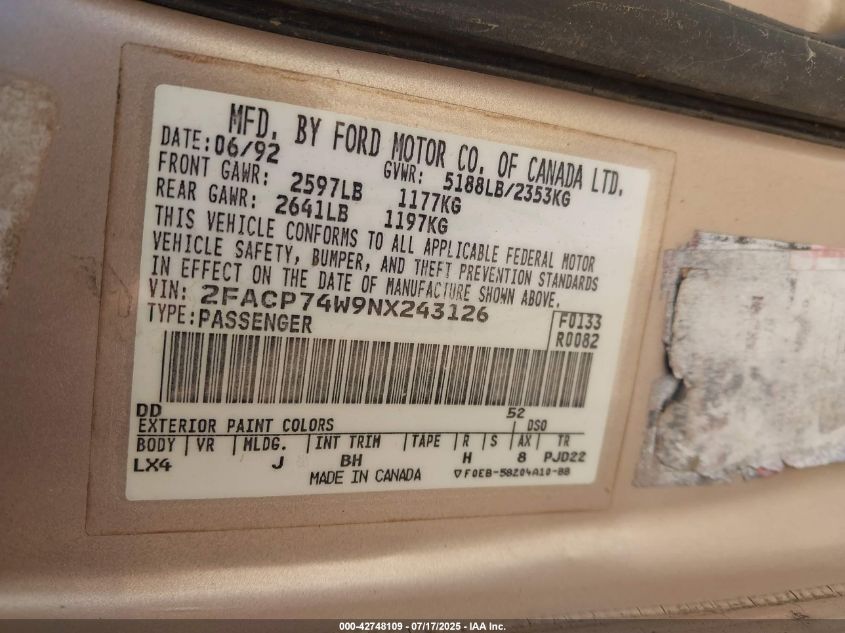 MFD. BY FORD MOTOR CO. OF CANADA LTD.
DATE: 06/92 GVWR: 5188LB/2353KG
FRONT GAWR: 2597LB 1177KG
REAR GAWR: 2641LB 1197KG
THIS VEHICLE CONFORMS TO ALL APPLICABLE FEDERAL MOTOR
VEHICLE SAFETY, BUMPER, AND THEFT PREVENTION STANDARDS
IN EFFECT ON THE DATE OF MANUFACTURE SHOWN ABOVE.
VIN: 2FACP74W9NX243126
TYPE: PASSENGER
F0133
R0082
DD 52
EXTERIOR PAINT COLORS DSO
BODY VR MLDG. INT TRIM TAPE R S AX TR
LX4 J BH H 8 PJD22
MADE IN CANADA ▽F0EB-58204A10-BB
000-42748109 - 07/17/2025 - IAA Inc.